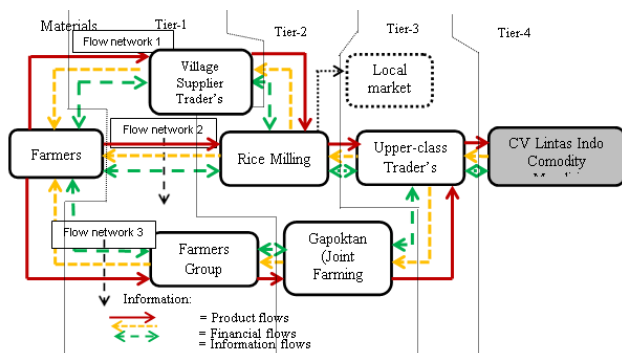 Materials
Tier-1
Tier-2
Tier-3
Tier-4
Flow network 1
Village
Supplier
Trader's
Local
market
Flow network 2
Farmers
Rice Milling
Upper-class
Trader's
CV Lintas Indo
Comodity
Flow network 3
Farmers
Group
Gapoktan
(Joint
Farming
Information:
= Product flows
= Financial flows
= Information flows